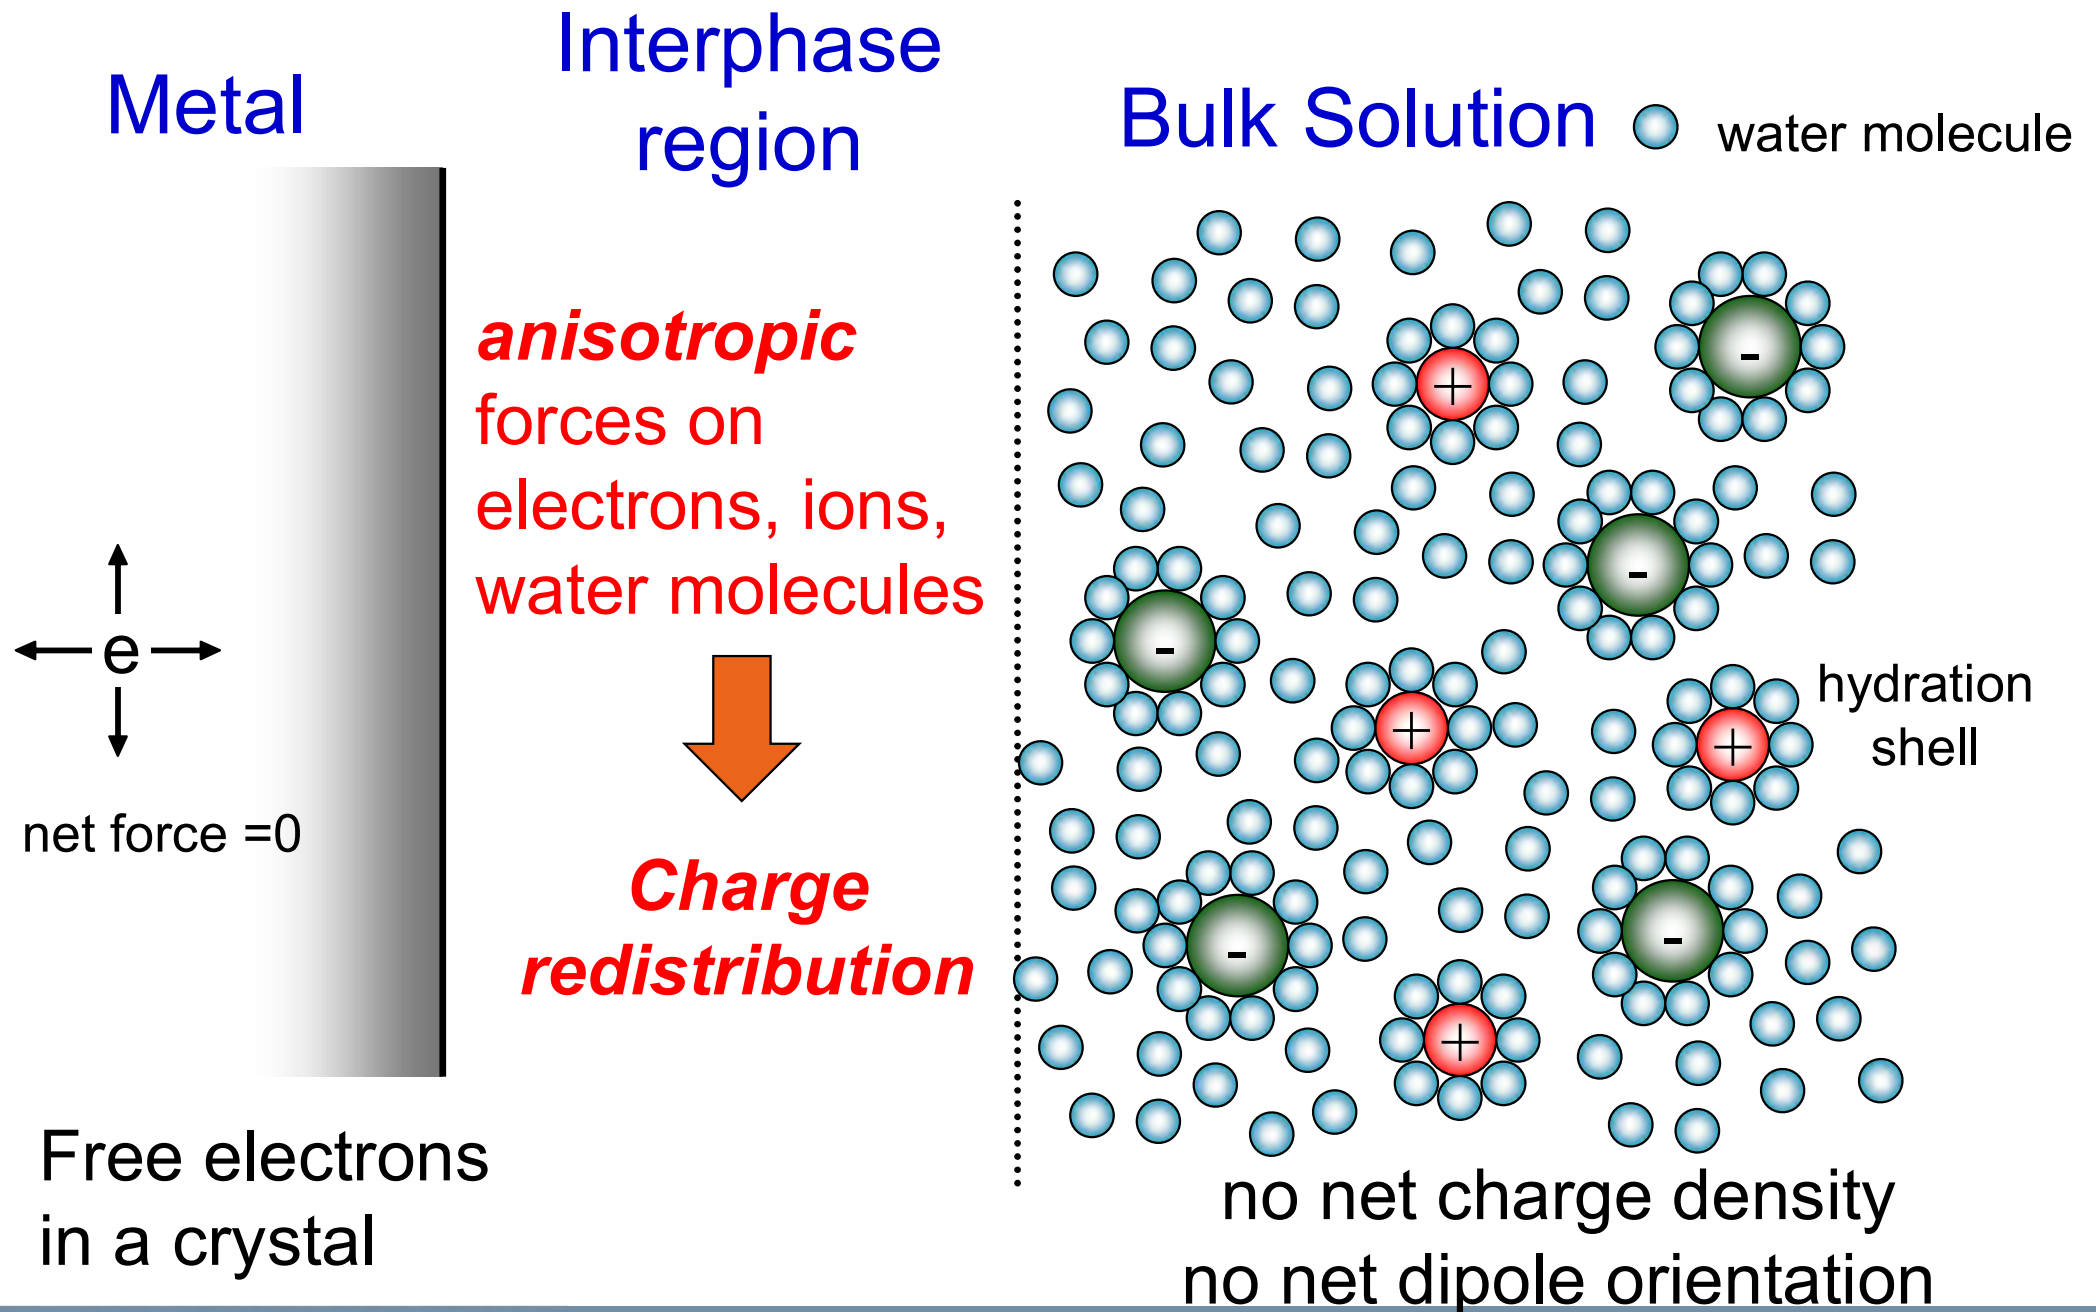 Metal
Interphase
region
Bulk Solution
water molecule
anisotropic
forces on
electrons, ions,
water molecules
e
net force =0
Charge
redistribution
Free electrons
in a crystal
-
+
-
-
+
+
hydration
shell
-
-
+
no net charge density
no net dipole orientation